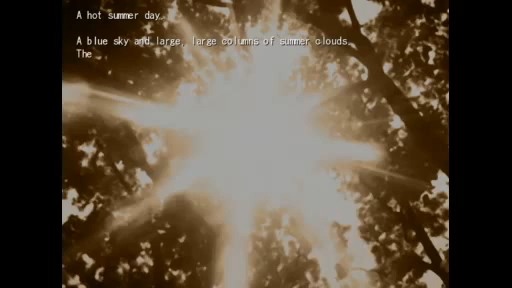 A hot summer day.
A blue sky and large, large columns of summer clouds.
The